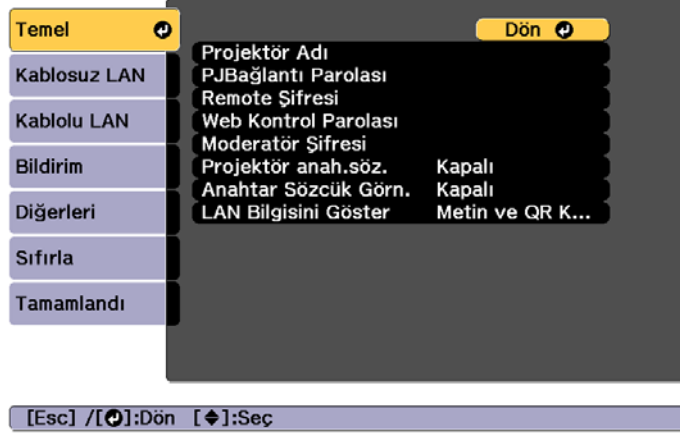 Temel
Dön
Projektör Adı
PJBağlantı Parolası
Remote Şifresi
Web Kontrol Parolası
Moderatör Şifresi
Projektör anah.söz. Kapalı
Anahtar Sözcük Görn. Kapalı
LAN Bilgisini Göster Metin ve QR K...
Kablosuz LAN
Kablolu LAN
Bildirim
Diğerleri
Sıfırla
Tamamlandı
[Esc] /[⏎]:Dön [◆]:Seç